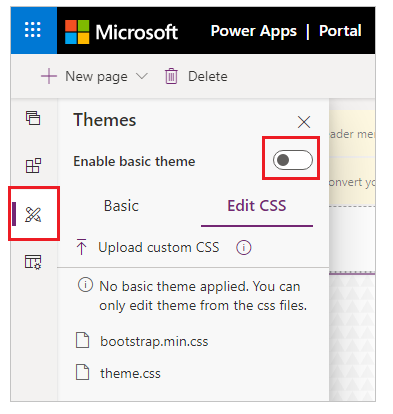 Microsoft Power Apps | Portal
New page Delete
Themes
ader me
Enable basic theme
onvert yo
Basic Edit CSS
Upload custom CSS
No basic theme applied. You can
only edit theme from the css files.
bootstrap.min.css
theme.css